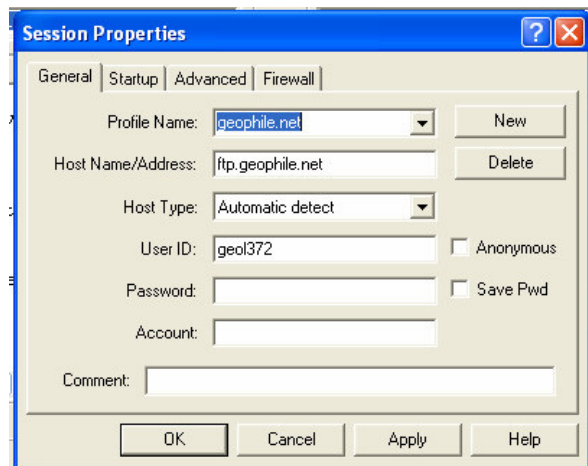 Session Properties
General Startup Advanced Firewall
Profile Name: geophile.net New
Host Name/Address: ftp.geophile.net Delete
Host Type: Automatic detect
User ID: geol372 Anonymous
Password: Save Pwd
Account:
Comment:
OK Cancel Apply Help